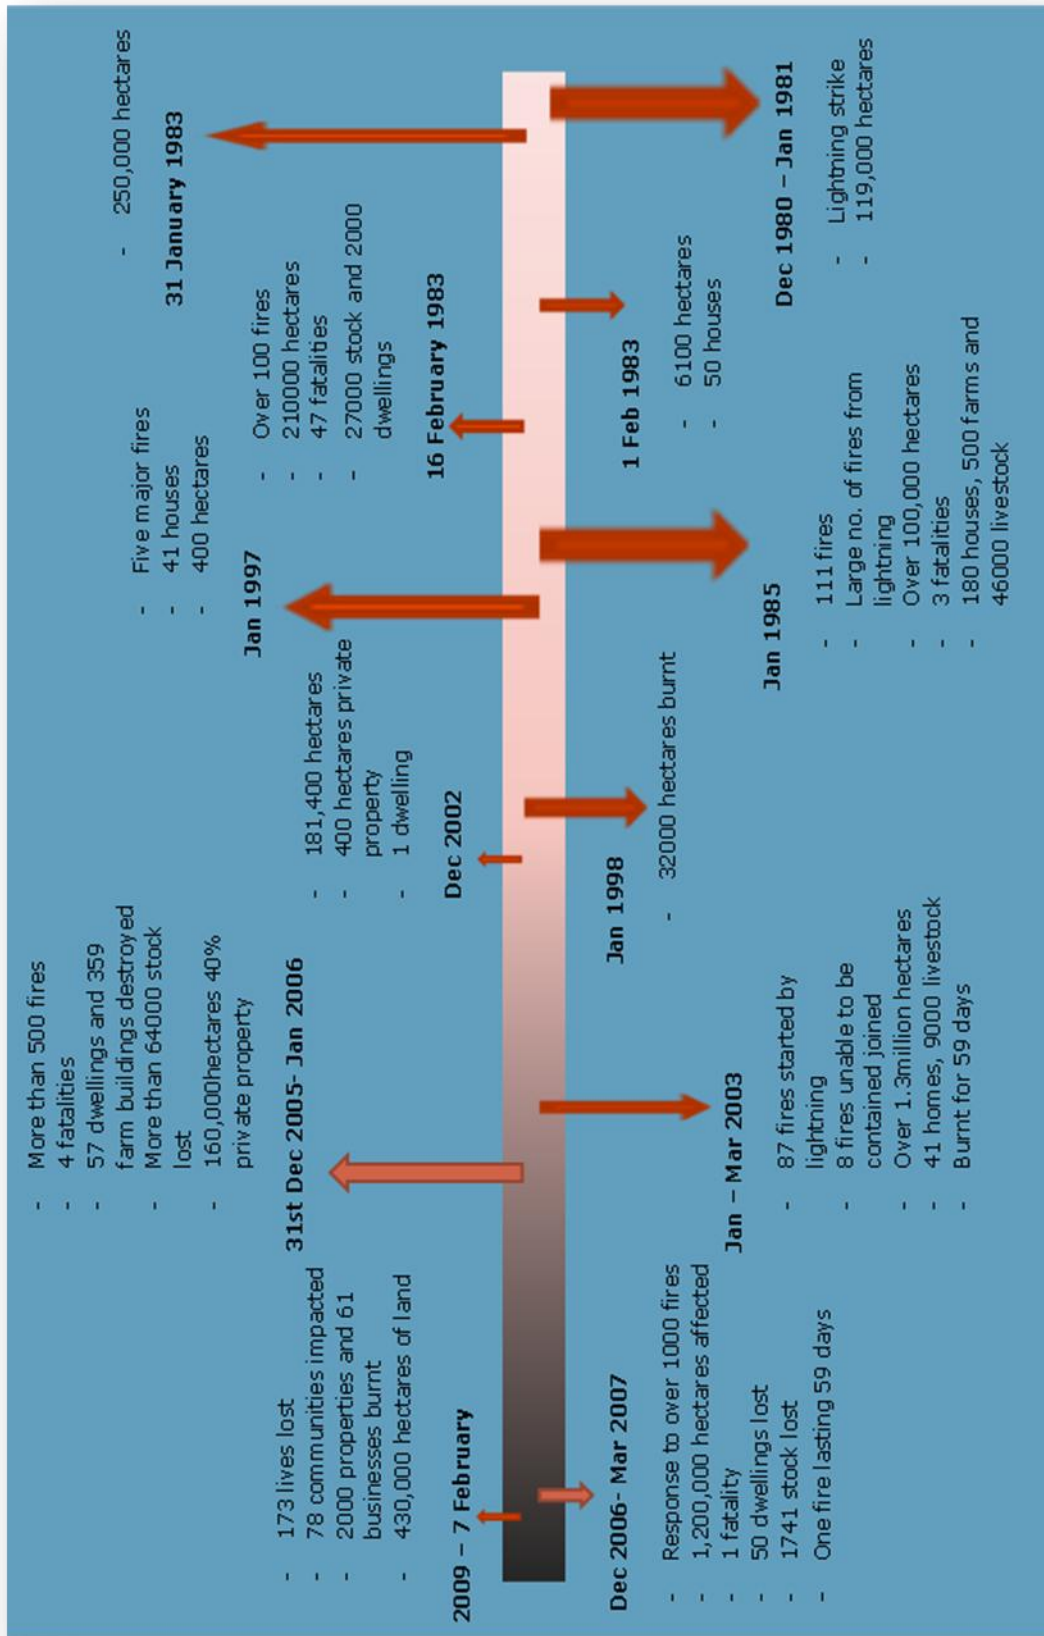 - More than 500 fires
- 4 fatalities
- 57 dwellings and 359
farm buildings destroyed
- More than 64000 stock
lost
- 160,000hectares 40%
private property
31st Dec 2005- Jan 2006
- Five major fires
- 41 houses
- 400 hectares
Jan 1997
- 250,000 hectares
31 January 1983
- 173 lives lost
- 78 communities impacted
- 2000 properties and 61
businesses burnt
- 430,000 hectares of land
2009 – 7 February
- 181,400 hectares
- 400 hectares private
property
- 1 dwelling
Dec 2002
- Over 100 fires
- 210000 hectares
- 47 fatalities
- 27000 stock and 2000
dwellings
16 February 1983
Dec 2006- Mar 2007
- Response to over 1000 fires
- 1,200,000 hectares affected
- 1 fatality
- 50 dwellings lost
- 1741 stock lost
- One fire lasting 59 days
Jan – Mar 2003
- 87 fires started by
lightning
- 8 fires unable to be
contained joined
- Over 1.3million hectares
- 41 homes, 9000 livestock
- Burnt for 59 days
Jan 1998
- 32000 hectares burnt
Jan 1985
- 111 fires
- Large no. of fires from
lightning
- Over 100,000 hectares
- 3 fatalities
- 180 houses, 500 farms and
46000 livestock
1 Feb 1983
- 6100 hectares
- 50 houses
Dec 1980 – Jan 1981
- Lightning strike
- 119,000 hectares